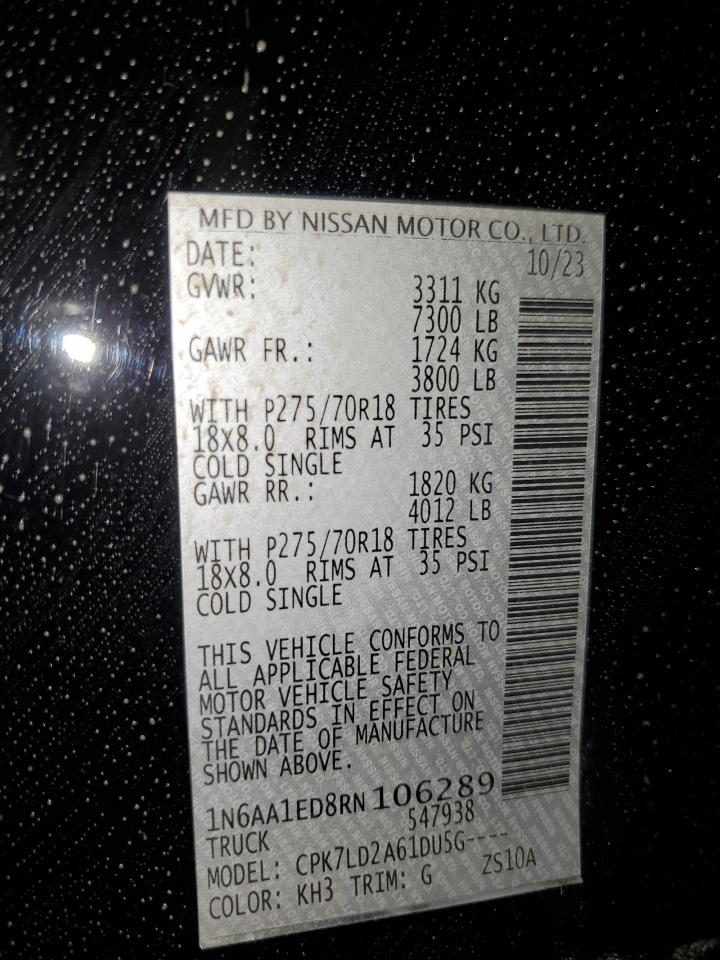 MFD BY NISSAN MOTOR CO., LTD.
DATE: 10/23
GVWR: 3311 KG
7300 LB
GAWR FR.: 1724 KG
3800 LB
WITH P275/70R18 TIRES
18X8.0 RIMS AT 35 PSI
COLD SINGLE
GAWR RR.: 1820 KG
4012 LB
WITH P275/70R18 TIRES
18X8.0 RIMS AT 35 PSI
COLD SINGLE
THIS VEHICLE CONFORMS TO
ALL APPLICABLE FEDERAL
MOTOR VEHICLE SAFETY
STANDARDS IN EFFECT ON
THE DATE OF MANUFACTURE
SHOWN ABOVE.
1N6AA1ED8RN106289
TRUCK 547938
MODEL: CPK7LD2A61DU5G----
COLOR: KH3 TRIM: G ZS10A